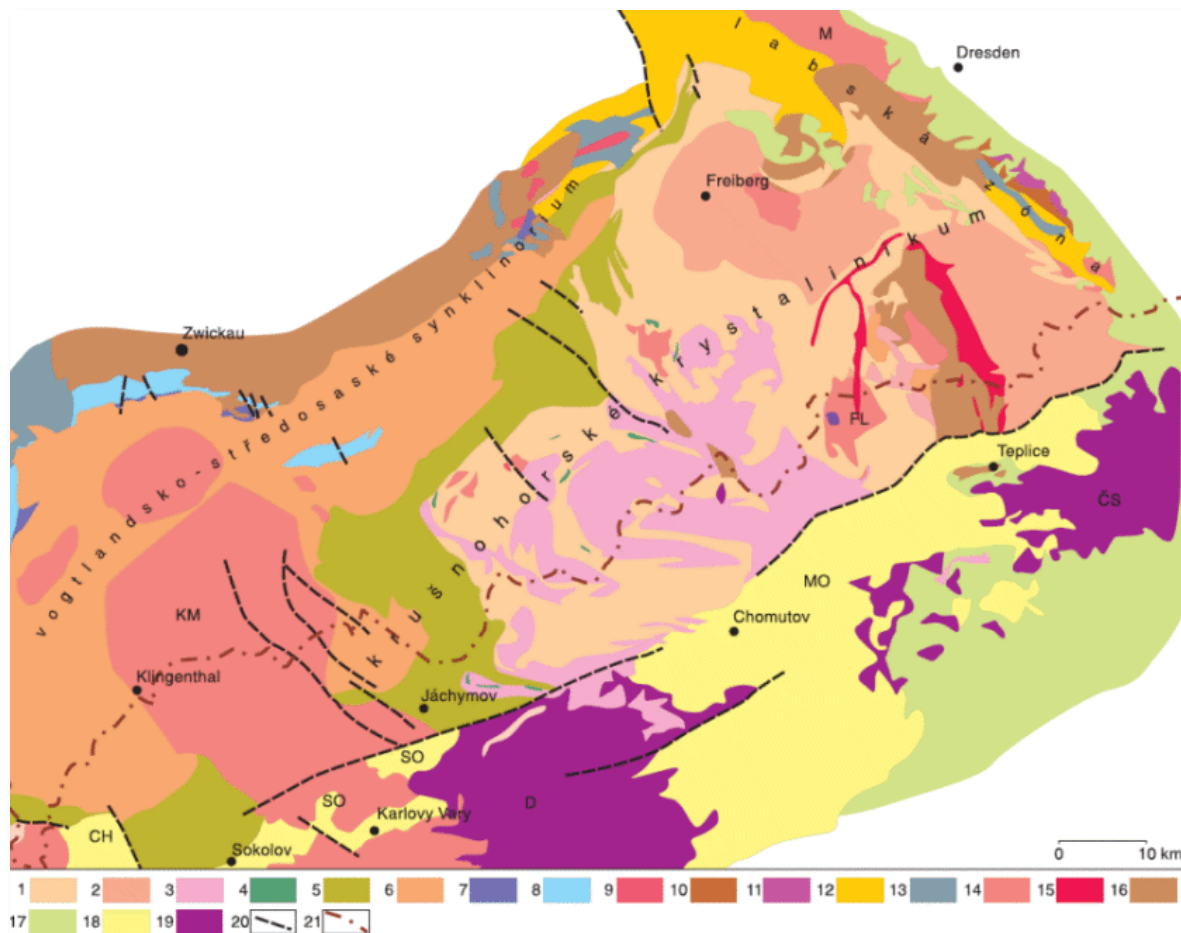 M
Dresden
labská zóna
Freiberg
Zwickau
vogtlandsko-středosaské synklinorium
krušnohorské krystalinikum
FL
Teplice
ČS
MO
KM
Chomutov
Klingenthal
Jáchymov
SO
SO
D
Karlovy Vary
CH
Sokolov
0 10 km
1 2 3 4 5 6 7 8 9 10 11 12 13 14 15 16
17 18 19 20 21